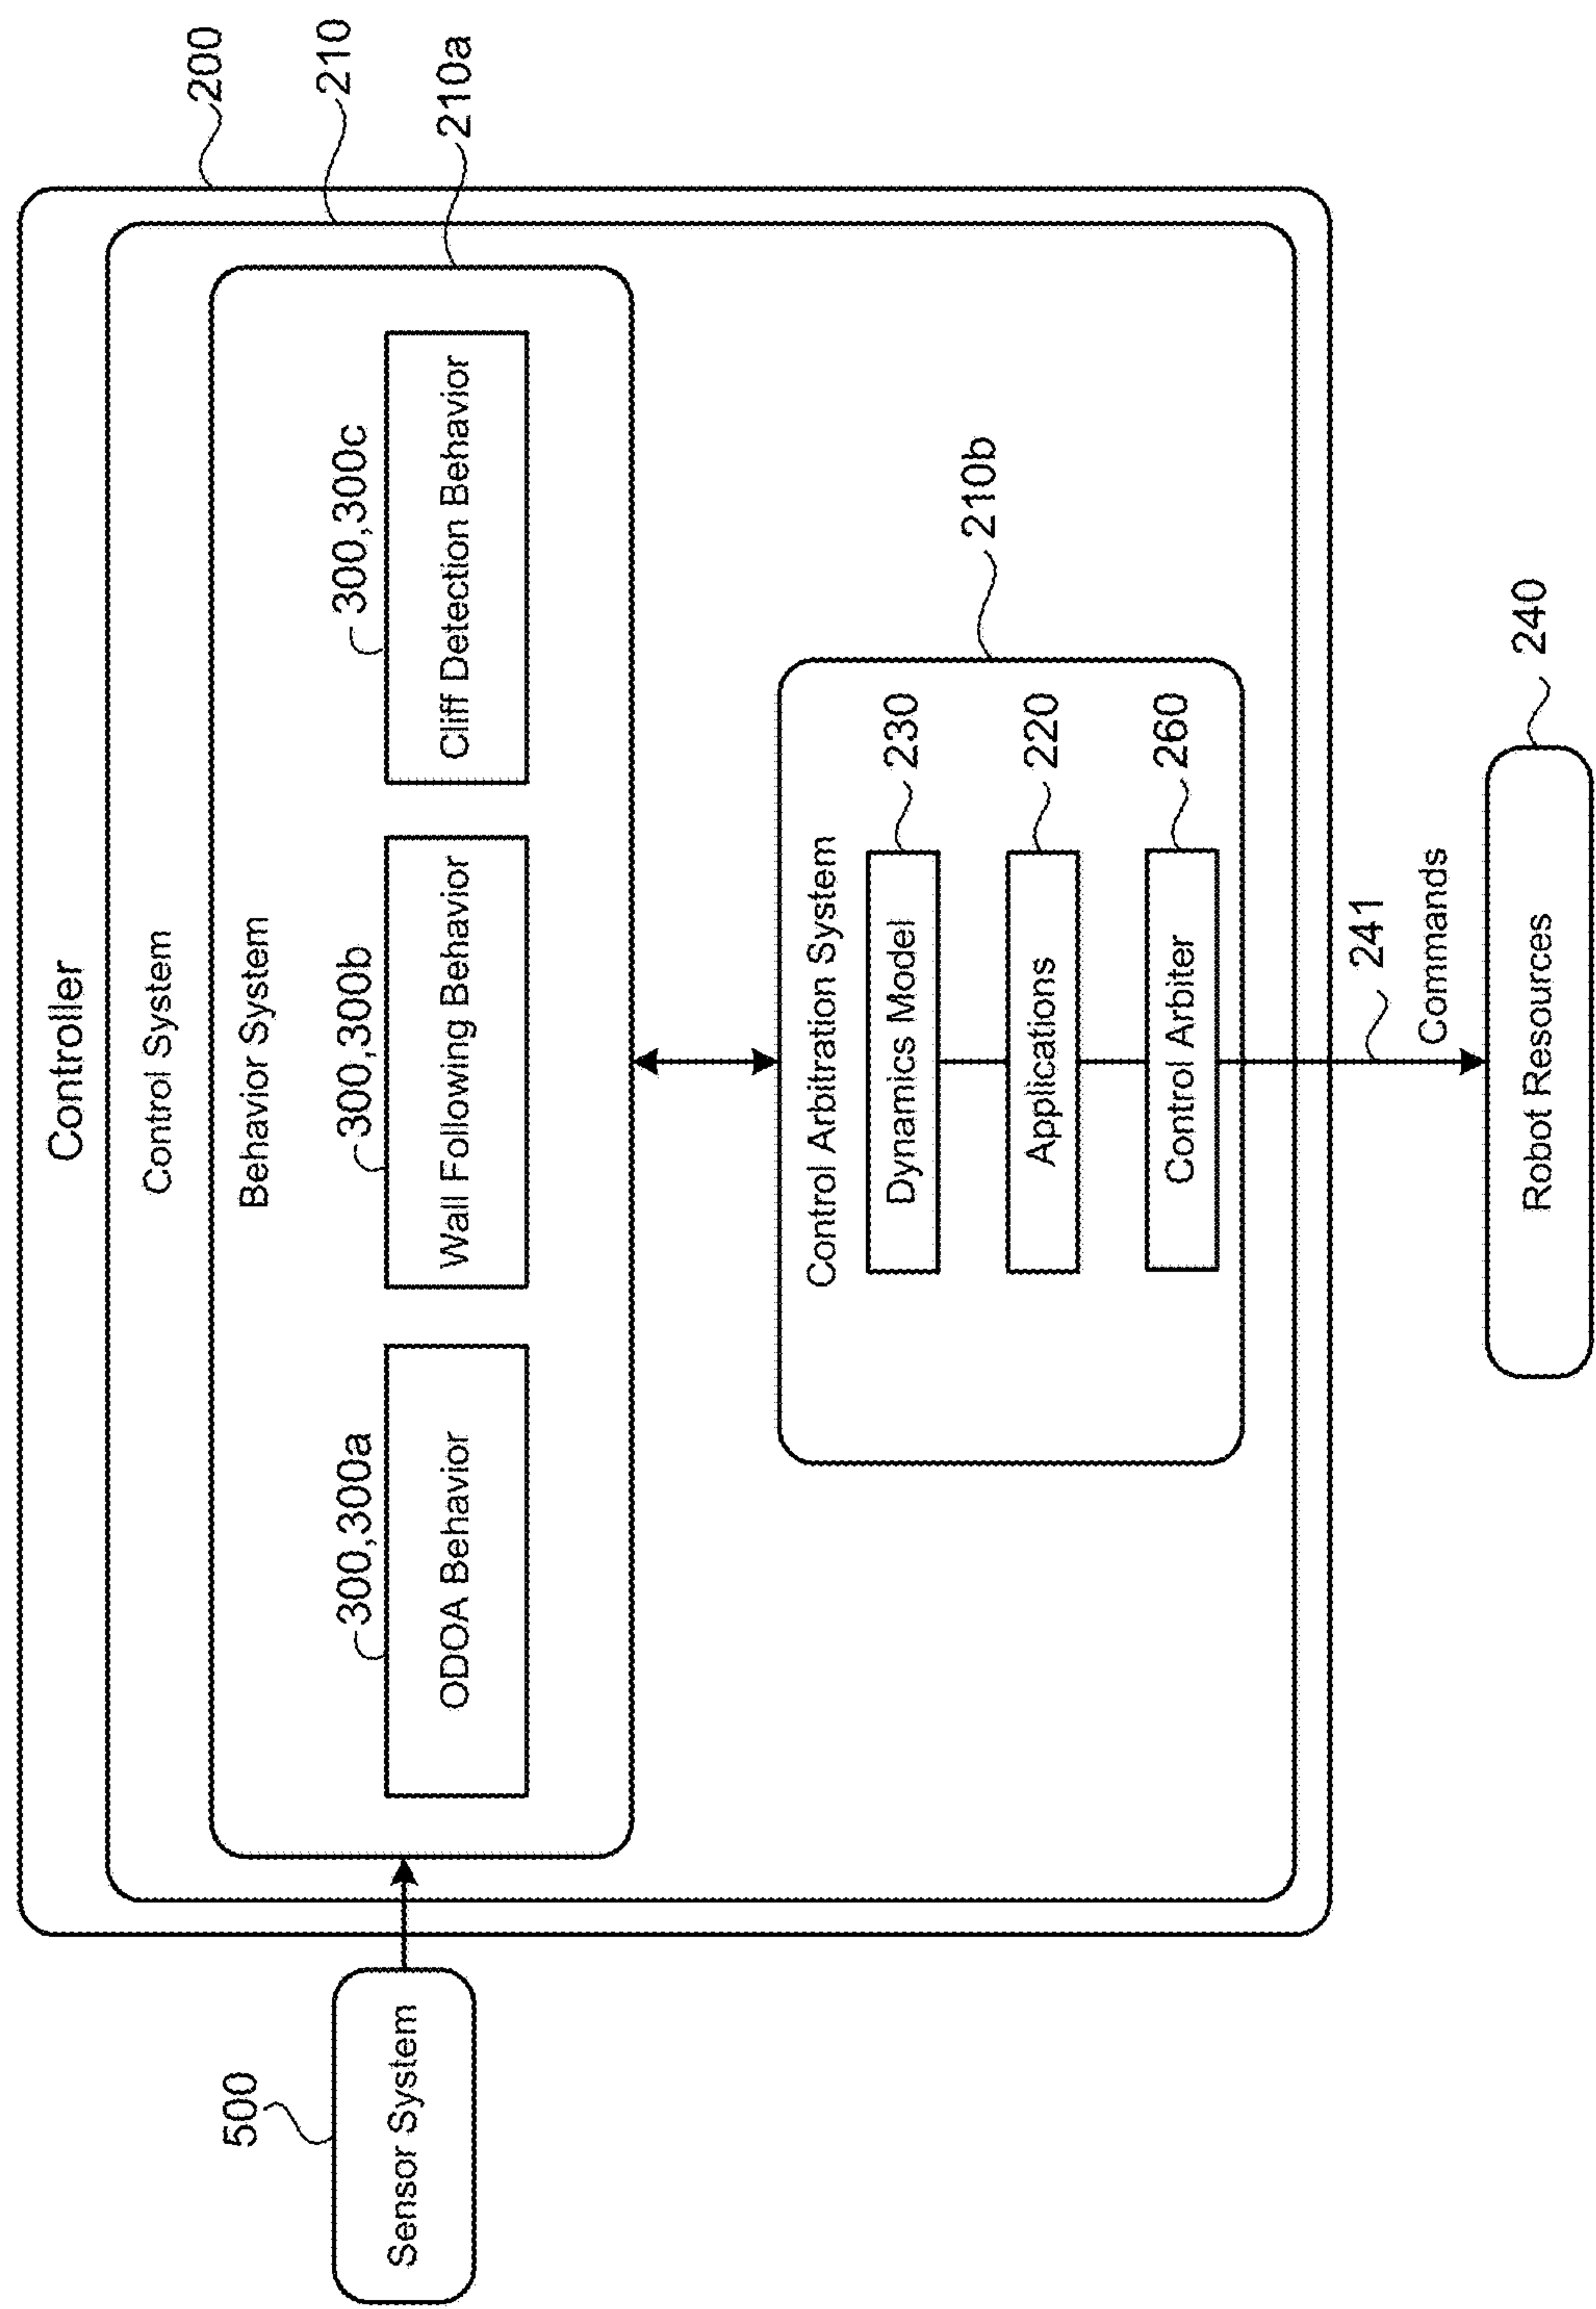 Controller
200
Control System
210
Behavior System
210a
500
Sensor System
300,300a
ODOA Behavior
300,300b
Wall Following Behavior
300,300c
Cliff Detection Behavior
210b
Control Arbitration System
Dynamics Model
230
Applications
220
Control Arbiter
260
241
Commands
Robot Resources
240